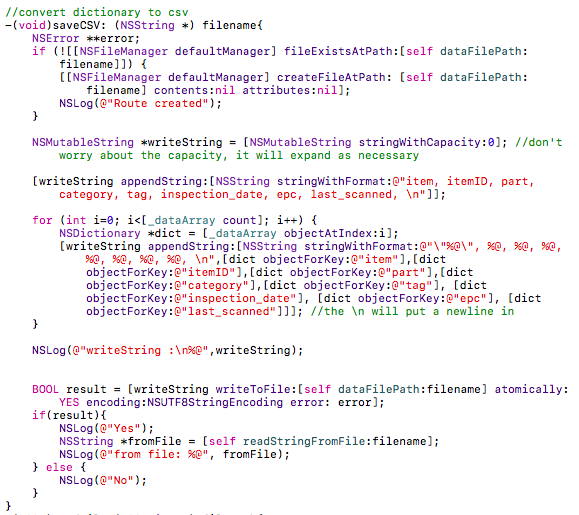 //convert dictionary to csv
-(void)saveCSV: (NSString *) filename{
NSError **error;
if (![[NSFileManager defaultManager] fileExistsAtPath:[self dataFilePath:
filename]]) {
[[NSFileManager defaultManager] createFileAtPath: [self dataFilePath:
filename] contents:nil attributes:nil];
NSLog(@"Route created");
}
NSMutableString *writeString = [NSMutableString stringWithCapacity:0]; //don't
worry about the capacity, it will expand as necessary
[writeString appendString:[NSString stringWithFormat:@"item, itemID, part,
category, tag, inspection_date, epc, last_scanned, \n"]];
for (int i=0; i<[_dataArray count]; i++) {
NSDictionary *dict = [_dataArray objectAtIndex:i];
[writeString appendString:[NSString stringWithFormat:@"\"%@\", %@, %@, %@,
%@, %@, %@, %@, \n",[dict objectForKey:@"item"],[dict
objectForKey:@"itemID"],[dict objectForKey:@"part"],[dict
objectForKey:@"category"],[dict objectForKey:@"tag"], [dict
objectForKey:@"inspection_date"], [dict objectForKey:@"epc"], [dict
objectForKey:@"last_scanned"]]]; //the \n will put a newline in
}
NSLog(@"writeString :\n%@",writeString);
BOOL result = [writeString writeToFile:[self dataFilePath:filename] atomically:
YES encoding:NSUTF8StringEncoding error: error];
if(result){
NSLog(@"Yes");
NSString *fromFile = [self readStringFromFile:filename];
NSLog(@"from file: %@", fromFile);
} else {
NSLog(@"No");
}
}